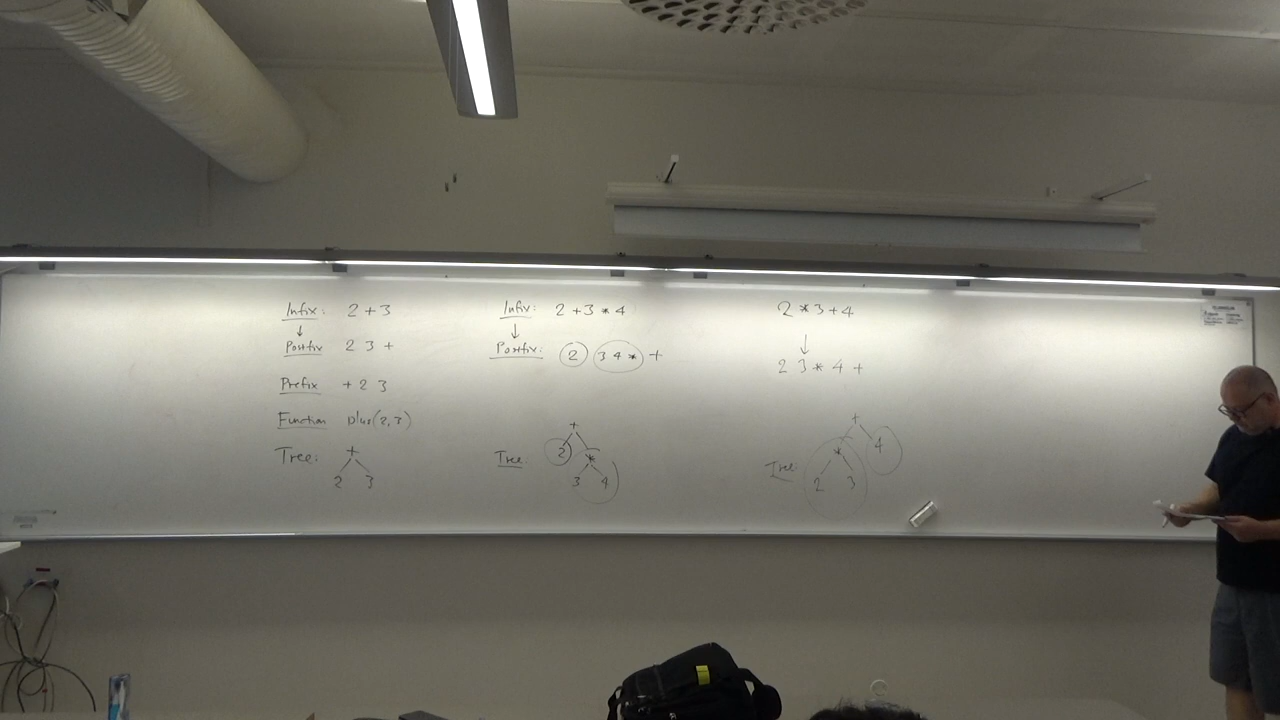 Infix: 2 + 3
↓
Postfix 2 3 +
Prefix + 2 3
Function plus(2,3)
Tree: +
2 3
Infix: 2 + 3 * 4
↓
Postfix: 2 3 4 * +
Tree +
2 *
3 4
2 * 3 + 4
↓
2 3 * 4 +
+
* 4
Tree
2 3